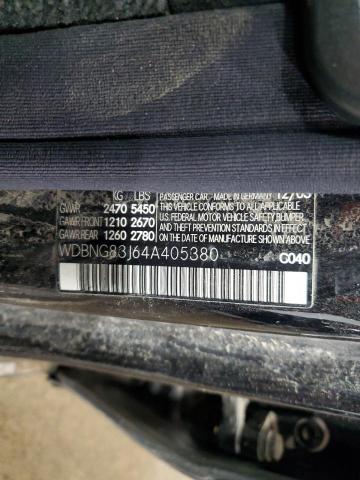 KG LBS
GVWR 2470 5450
GAWR FRONT 1210 2670
GAWR REAR 1260 2780
PASSENGER CAR, MADE IN GERMANY 12/03
THIS VEHICLE CONFORMS TO ALL APPLICABLE
U.S. FEDERAL MOTOR VEHICLE SAFETY, BUMPER,
AND THEFT PREVENTION STANDARDS IN EFFECT
ON THE DATE OF MANUFACTURE SHOWN ABOVE.
WDBNG83J64A405380
C040